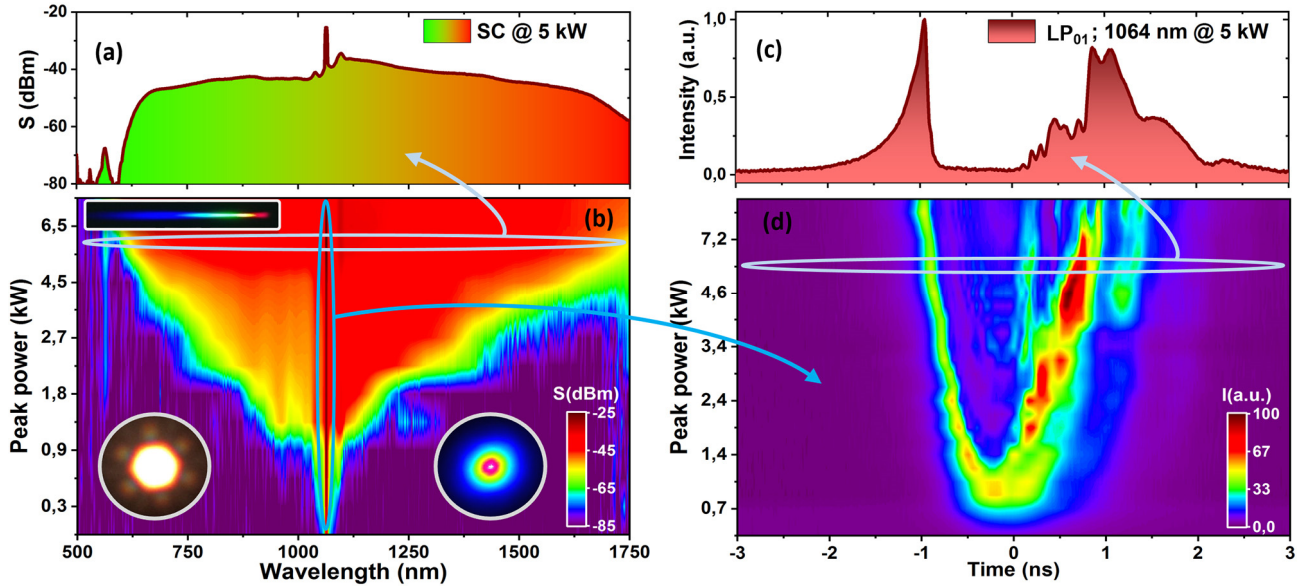 (a)
SC @ 5 kW
S (dBm)
-20
-40
-60
-80
(c)
LP01; 1064 nm @ 5 kW
Intensity (a.u.)
1,0
0,5
0,0
(b)
Peak power (kW)
6.5
4.5
2.7
1.8
0.9
0.3
S(dBm)
-25
-45
-65
-85
500
750
1000
1250
1500
1750
Wavelength (nm)
(d)
Peak power (kW)
7,2
4,6
3,4
2,4
1,4
0,7
I(a.u.)
100
67
33
0,0
-3
-2
-1
0
1
2
3
Time (ns)